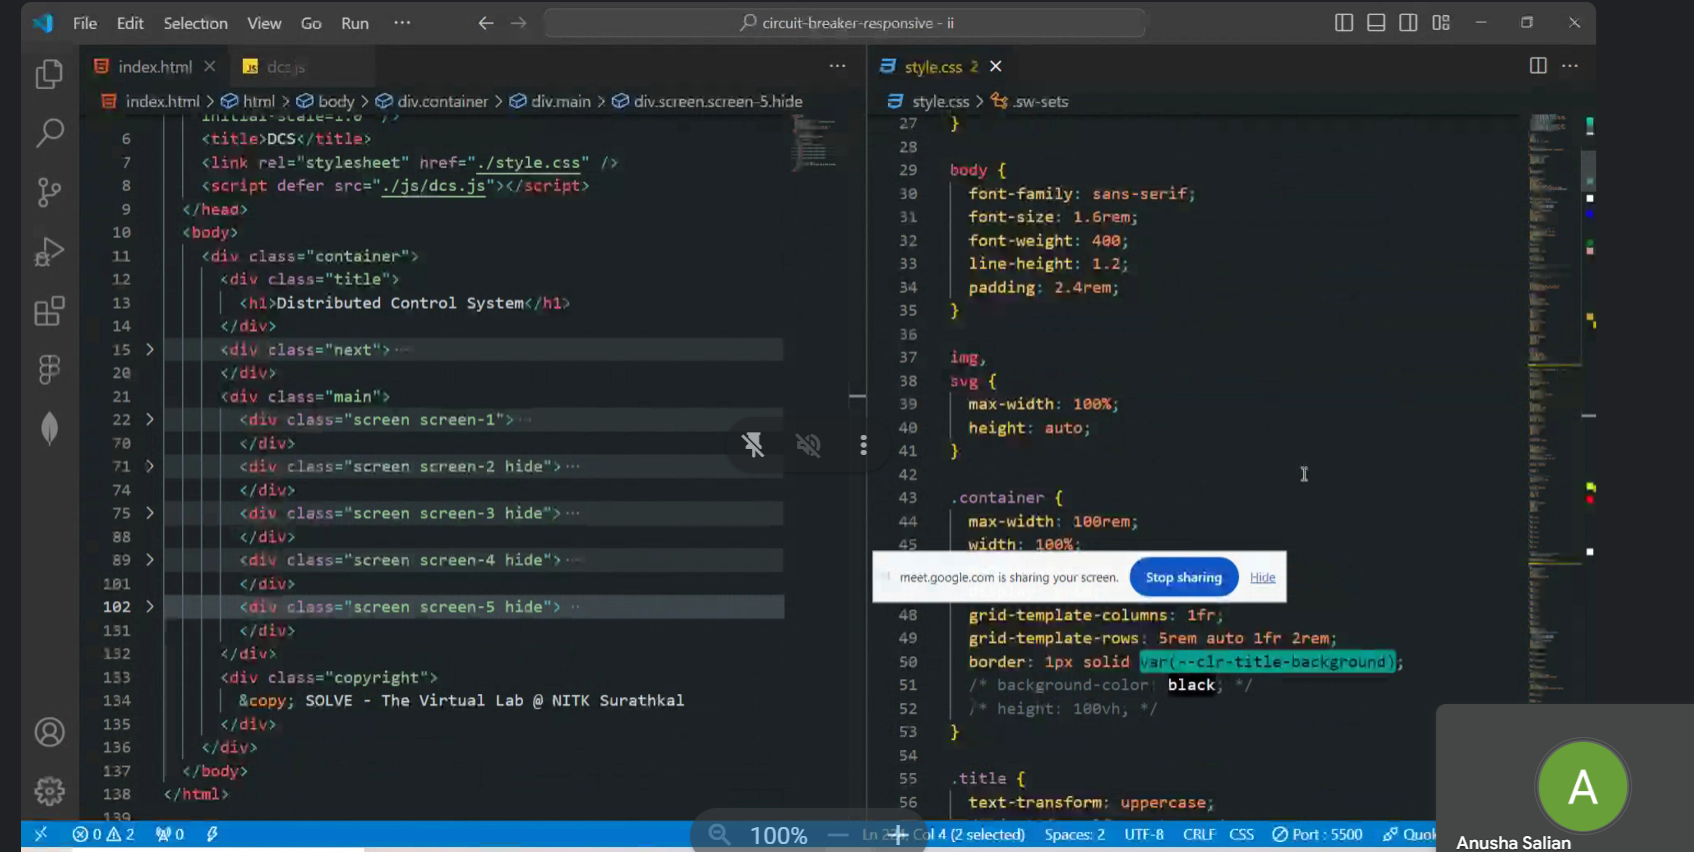 File Edit Selection View Go Run ···
circuit-breaker-responsive - ii
index.html
dcs.js
index.html > html > body > div.container > div.main > div.screen.screen-5.hide
initial-scale=1.0" />
6 <title>DCS</title>
7 <link rel="stylesheet" href="./style.css" />
8 <script defer src="./js/dcs.js"></script>
9 </head>
10 <body>
11 <div class="container">
12 <div class="title">
13 <h1>Distributed Control System</h1>
14 </div>
15 <div class="next">···
20 </div>
21 <div class="main">
22 <div class="screen screen-1">···
70 </div>
71 <div class="screen screen-2 hide">···
74 </div>
75 <div class="screen screen-3 hide">···
88 </div>
89 <div class="screen screen-4 hide">···
101 </div>
102 <div class="screen screen-5 hide">···
131 </div>
132 </div>
133 <div class="copyright">
134 &copy; SOLVE - The Virtual Lab @ NITK Surathkal
135 </div>
136 </div>
137 </body>
138 </html>
139
style.css 2
style.css > .sw-sets
27 }
28
29 body {
30 font-family: sans-serif;
31 font-size: 1.6rem;
32 font-weight: 400;
33 line-height: 1.2;
34 padding: 2.4rem;
35 }
36
37 img,
38 svg {
39 max-width: 100%;
40 height: auto;
41 }
42
43 .container {
44 max-width: 100rem;
45 width: 100%;
meet.google.com is sharing your screen. Stop sharing Hide
48 grid-template-columns: 1fr;
49 grid-template-rows: 5rem auto 1fr 2rem;
50 border: 1px solid var(--clr-title-background);
51 /* background-color: black; */
52 /* height: 100vh; */
53 }
54
55 .title {
56 text-transform: uppercase;
0 2 0
100%
Col 4 (2 selected) Spaces: 2 UTF-8 CRLF CSS Port : 5500
A
Anusha Salian